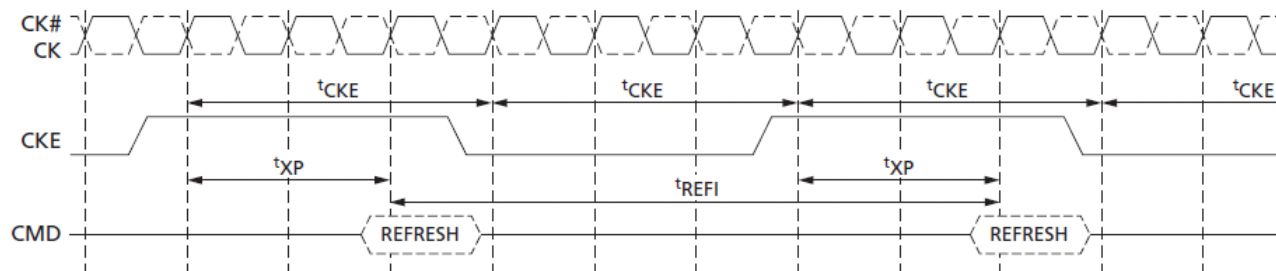 CK#
CK
tCKE tCKE tCKE tCKE
CKE
tXP tREFI tXP
CMD REFRESH REFRESH